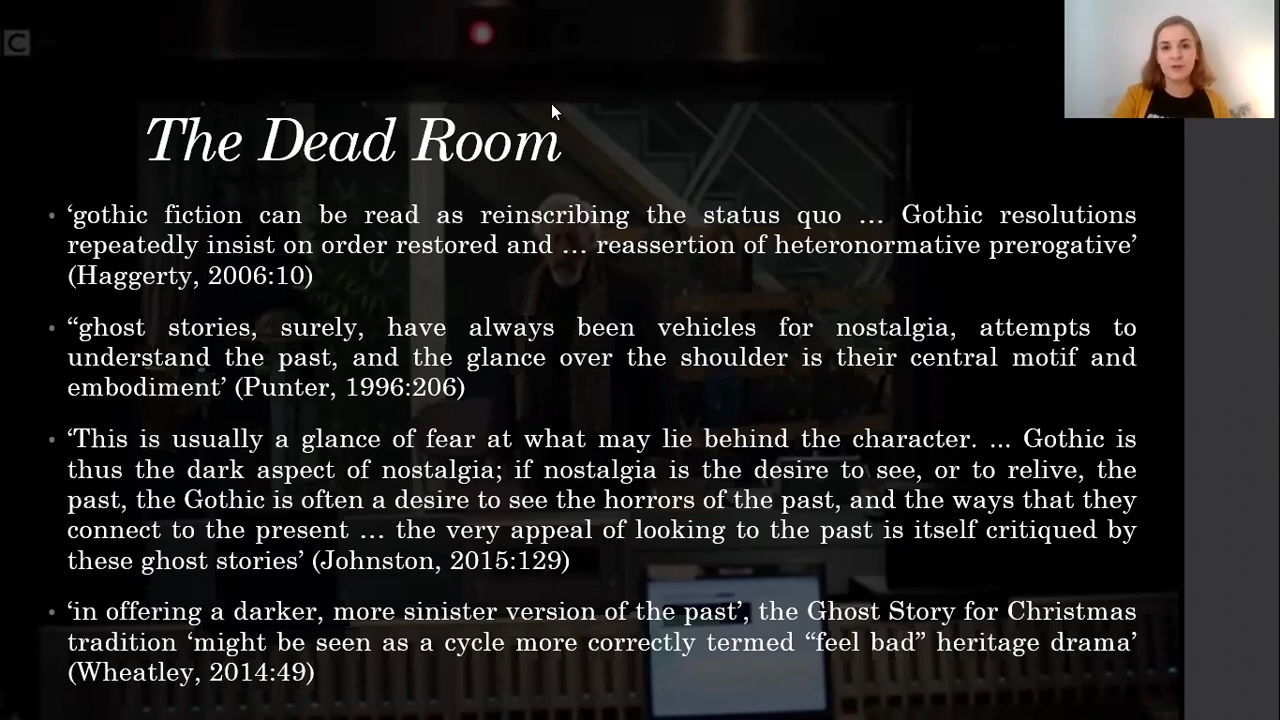 C
The Dead Room
• ‘gothic fiction can be read as reinscribing the status quo … Gothic resolutions
repeatedly insist on order restored and … reassertion of heteronormative prerogative’
(Haggerty, 2006:10)
• “ghost stories, surely, have always been vehicles for nostalgia, attempts to
understand the past, and the glance over the shoulder is their central motif and
embodiment’ (Punter, 1996:206)
• ‘This is usually a glance of fear at what may lie behind the character. ... Gothic is
thus the dark aspect of nostalgia; if nostalgia is the desire to see, or to relive, the
past, the Gothic is often a desire to see the horrors of the past, and the ways that they
connect to the present … the very appeal of looking to the past is itself critiqued by
these ghost stories’ (Johnston, 2015:129)
• ‘in offering a darker, more sinister version of the past’, the Ghost Story for Christmas
tradition ‘might be seen as a cycle more correctly termed “feel bad” heritage drama’
(Wheatley, 2014:49)